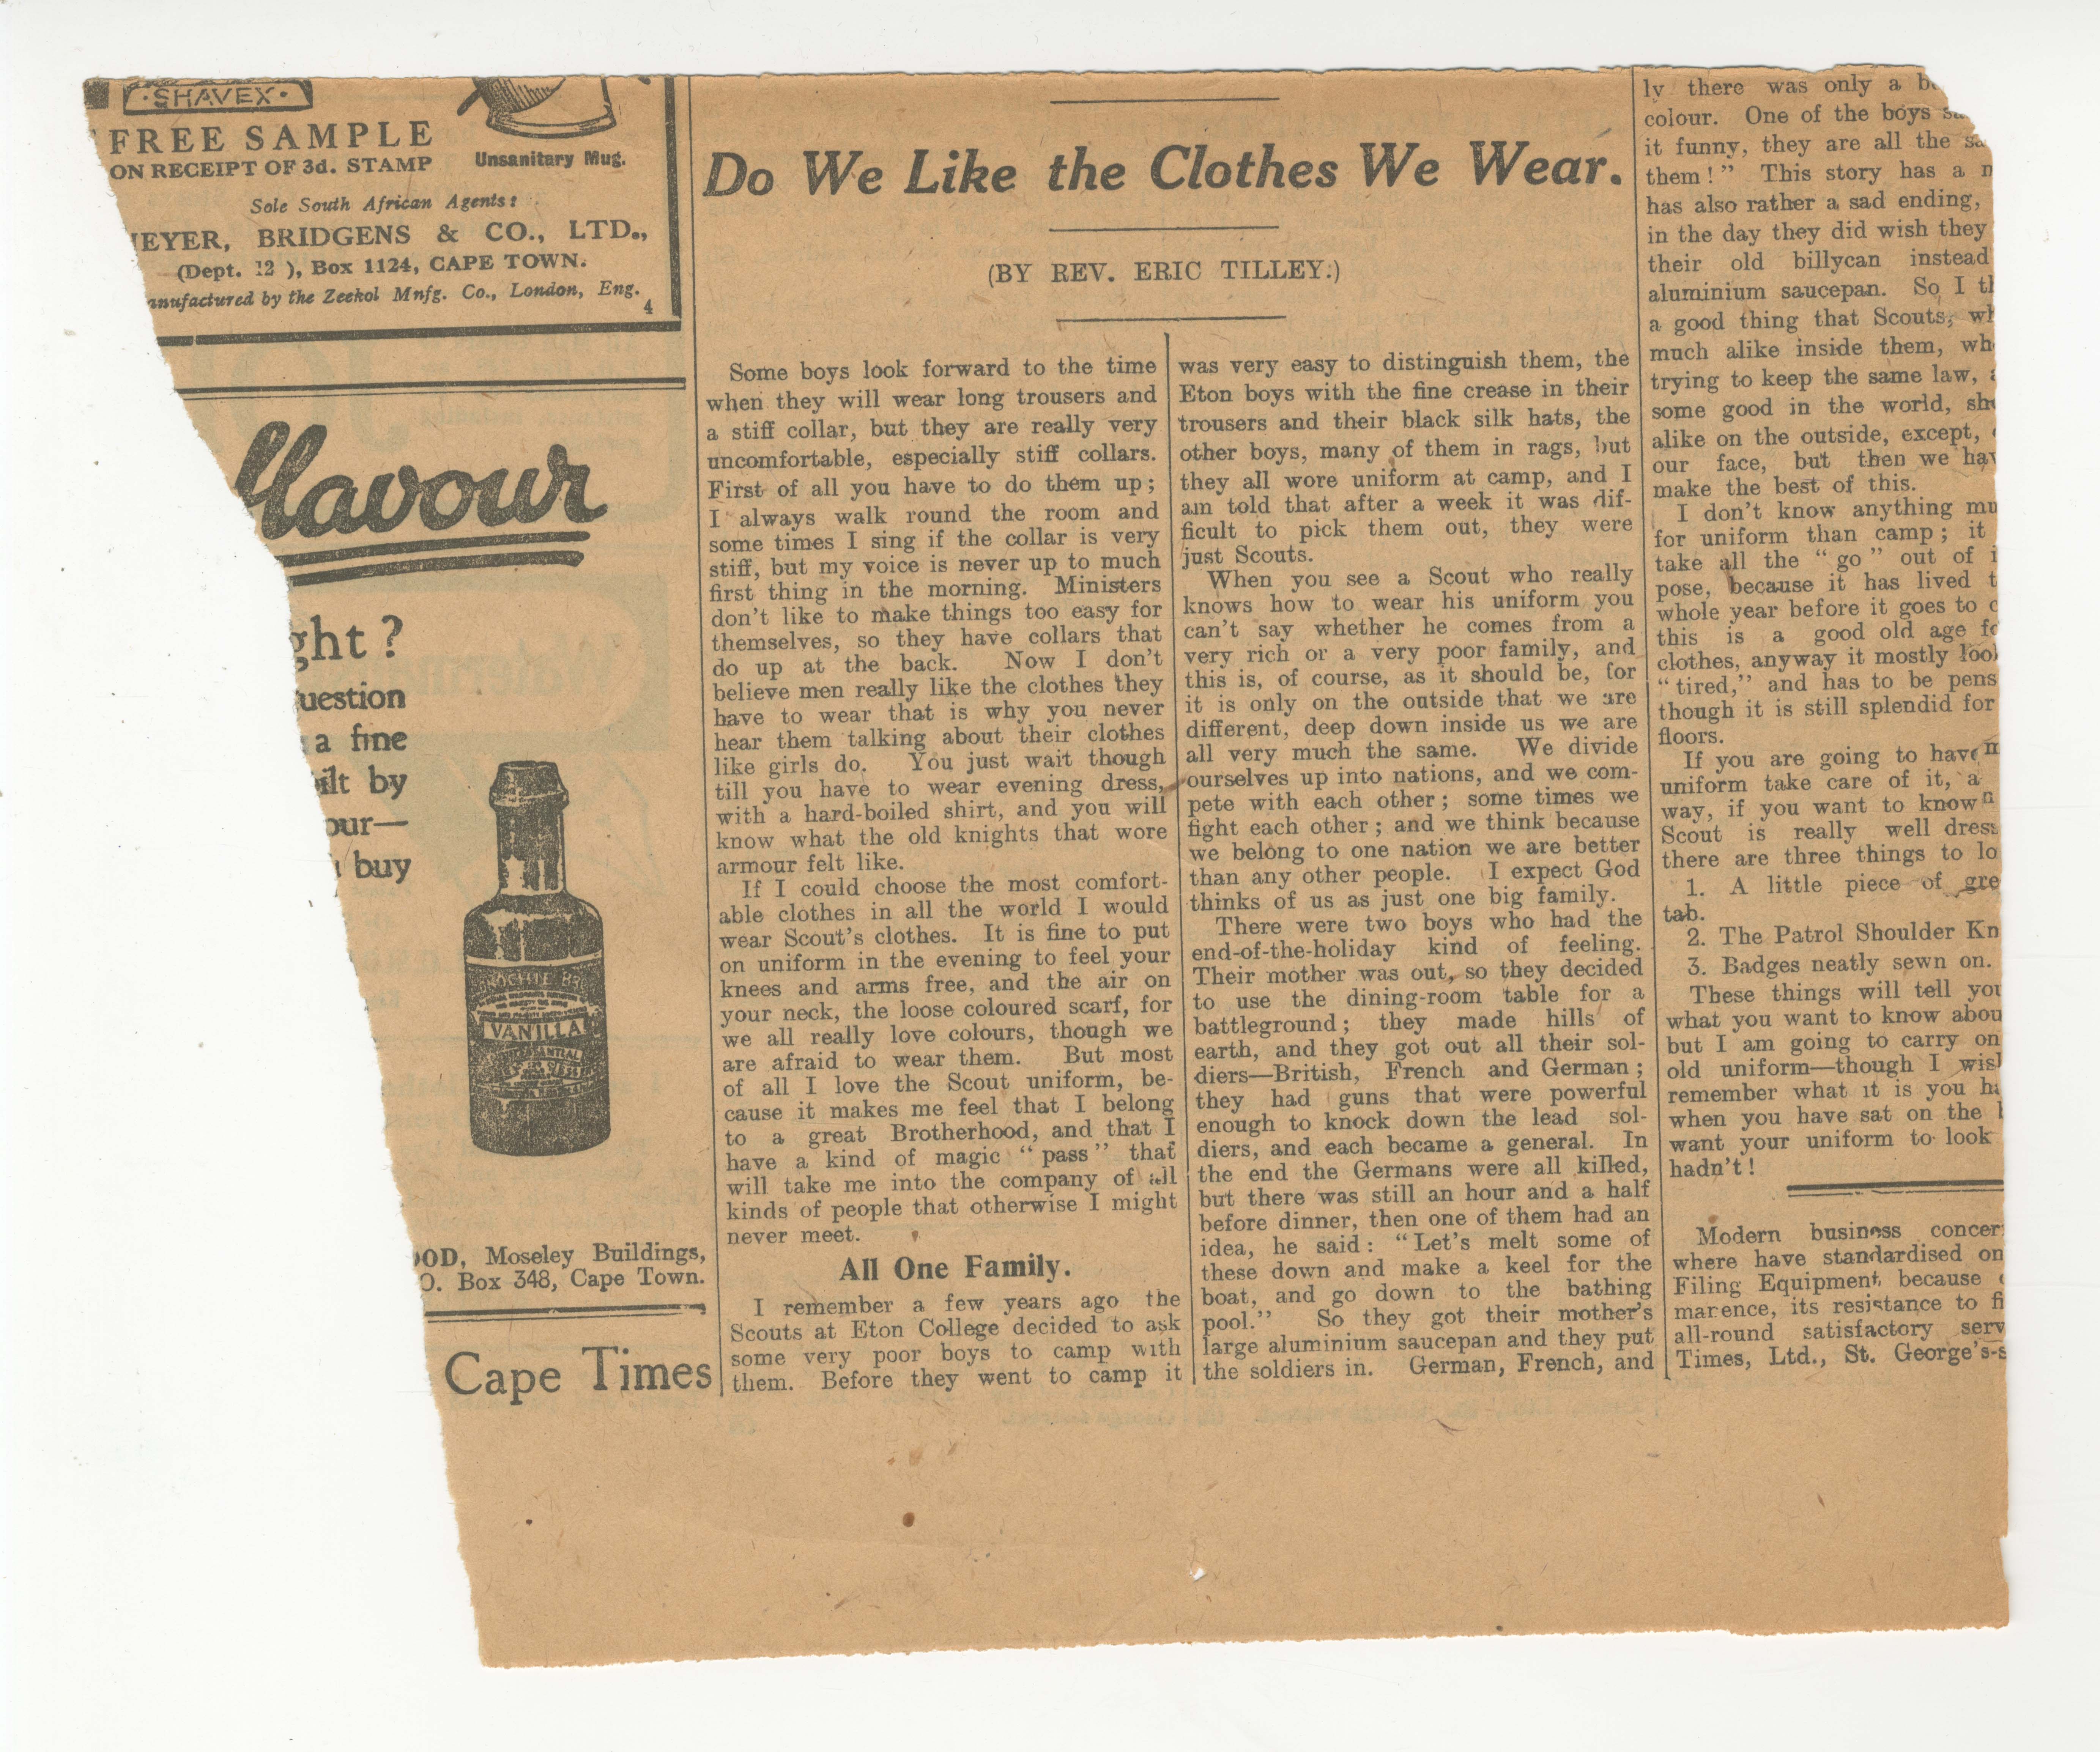 ·SHAVEX·
FREE SAMPLE
ON RECEIPT OF 3d. STAMP
Unsanitary Mug.
Sole South African Agents:
EYER, BRIDGENS & CO., LTD.,
(Dept. 12 ), Box 1124, CAPE TOWN.
anufactured by the Zeekol Mnfg. Co., London, Eng.
4
flavour
ght?
uestion
a fine
ilt by
our—
buy
VANILLA
OOD, Moseley Buildings,
O. Box 348, Cape Town.
Cape Times
Do We Like the Clothes We Wear.
(BY REV. ERIC TILLEY.)
Some boys look forward to the time
when they will wear long trousers and
a stiff collar, but they are really very
uncomfortable, especially stiff collars.
First of all you have to do them up;
I always walk round the room and
some times I sing if the collar is very
stiff, but my voice is never up to much
first thing in the morning. Ministers
don't like to make things too easy for
themselves, so they have collars that
do up at the back. Now I don't
believe men really like the clothes they
have to wear that is why you never
hear them talking about their clothes
like girls do. You just wait though
till you have to wear evening dress,
with a hard-boiled shirt, and you will
know what the old knights that wore
armour felt like.
If I could choose the most comfort-
able clothes in all the world I would
wear Scout's clothes. It is fine to put
on uniform in the evening to feel your
knees and arms free, and the air on
your neck, the loose coloured scarf, for
we all really love colours, though we
are afraid to wear them. But most
of all I love the Scout uniform, be-
cause it makes me feel that I belong
to a great Brotherhood, and that I
have a kind of magic "pass" that
will take me into the company of all
kinds of people that otherwise I might
never meet.
All One Family.
I remember a few years ago the
Scouts at Eton College decided to ask
some very poor boys to camp with
them. Before they went to camp it
was very easy to distinguish them, the
Eton boys with the fine crease in their
trousers and their black silk hats, the
other boys, many of them in rags, but
they all wore uniform at camp, and I
am told that after a week it was dif-
ficult to pick them out, they were
just Scouts.
When you see a Scout who really
knows how to wear his uniform you
can't say whether he comes from a
very rich or a very poor family, and
this is, of course, as it should be, for
it is only on the outside that we are
different, deep down inside us we are
all very much the same. We divide
ourselves up into nations, and we com-
pete with each other; some times we
fight each other; and we think because
we belong to one nation we are better
than any other people. I expect God
thinks of us as just one big family.
There were two boys who had the
end-of-the-holiday kind of feeling.
Their mother was out, so they decided
to use the dining-room table for a
battleground; they made hills of
earth, and they got out all their sol-
diers—British, French and German;
they had guns that were powerful
enough to knock down the lead sol-
diers, and each became a general. In
the end the Germans were all killed,
but there was still an hour and a half
before dinner, then one of them had an
idea, he said: "Let's melt some of
these down and make a keel for the
boat, and go down to the bathing
pool." So they got their mother's
large aluminium saucepan and they put
the soldiers in. German, French, and
ly there was only a
colour. One of the boys
it funny, they are all the
them!" This story has a
has also rather a sad ending,
in the day they did wish they
their old billycan instead
aluminium saucepan. So I
a good thing that Scouts,
much alike inside them,
trying to keep the same law,
some good in the world,
alike on the outside, except,
our face, but then we
make the best of this.
I don't know anything
for uniform than camp; it
take all the "go" out of
pose, because it has lived
whole year before it goes to
this is a good old age
clothes, anyway it mostly
"tired," and has to be
though it is still splendid for
floors.
If you are going to have
uniform take care of it,
way, if you want to know
Scout is really well
there are three things to
1. A little piece of
tab.
2. The Patrol Shoulder
3. Badges neatly sewn on.
These things will tell
what you want to know
but I am going to carry on
old uniform—though I
remember what it is you
when you have sat on the
want your uniform to look
hadn't!
Modern business
where have standardised on
Filing Equipment because
marence, its resistance to
all-round satisfactory
Times, Ltd., St.